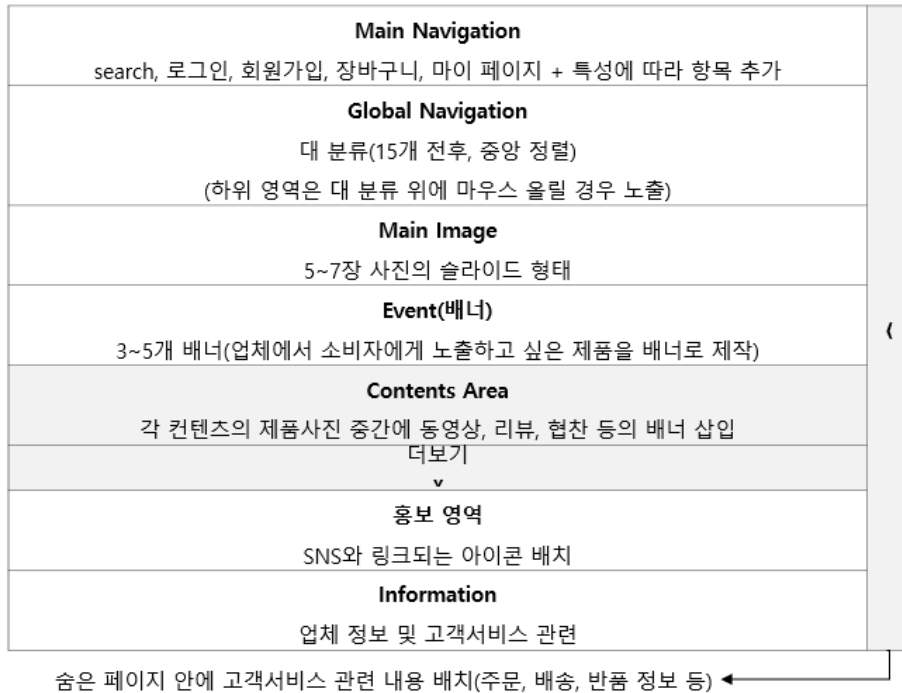 Main Navigation
search, 로그인, 회원가입, 장바구니, 마이 페이지 + 특성에 따라 항목 추가
Global Navigation
대 분류(15개 전후, 중앙 정렬)
(하위 영역은 대 분류 위에 마우스 올릴 경우 노출)
Main Image
5~7장 사진의 슬라이드 형태
Event(배너)
3~5개 배너(업체에서 소비자에게 노출하고 싶은 제품을 배너로 제작)
Contents Area
각 컨텐츠의 제품사진 중간에 동영상, 리뷰, 협찬 등의 배너 삽입
더보기
홍보 영역
SNS와 링크되는 아이콘 배치
Information
업체 정보 및 고객서비스 관련
숨은 페이지 안에 고객서비스 관련 내용 배치(주문, 배송, 반품 정보 등)